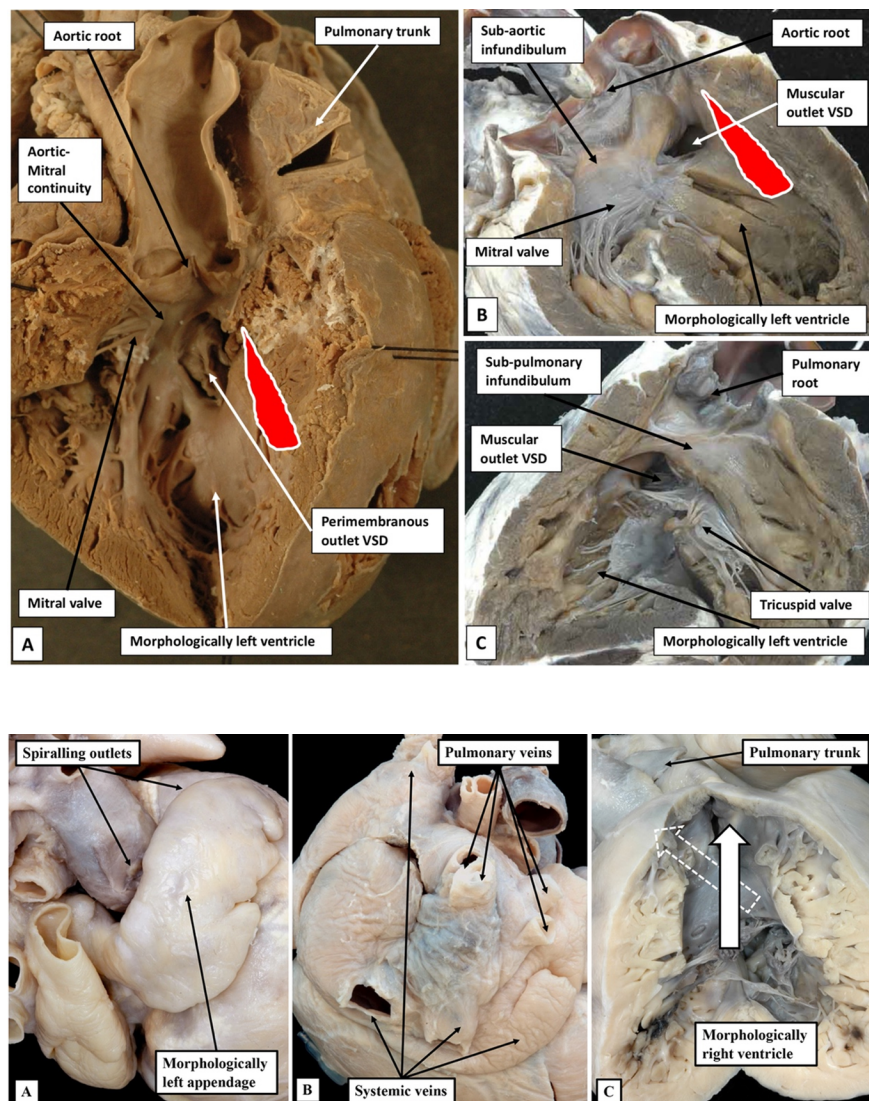 Aortic root
Pulmonary trunk
Aortic-
Mitral
continuity
Perimembranous
outlet VSD
Mitral valve
Morphologically left ventricle
A
Sub-aortic
infundibulum
Aortic root
Muscular
outlet VSD
Mitral valve
Morphologically left ventricle
B
Sub-pulmonary
infundibulum
Pulmonary
root
Muscular
outlet VSD
Tricuspid valve
Morphologically left ventricle
C
Spiralling outlets
Morphologically
left appendage
A
Pulmonary veins
Systemic veins
B
Pulmonary trunk
Morphologically
right ventricle
C